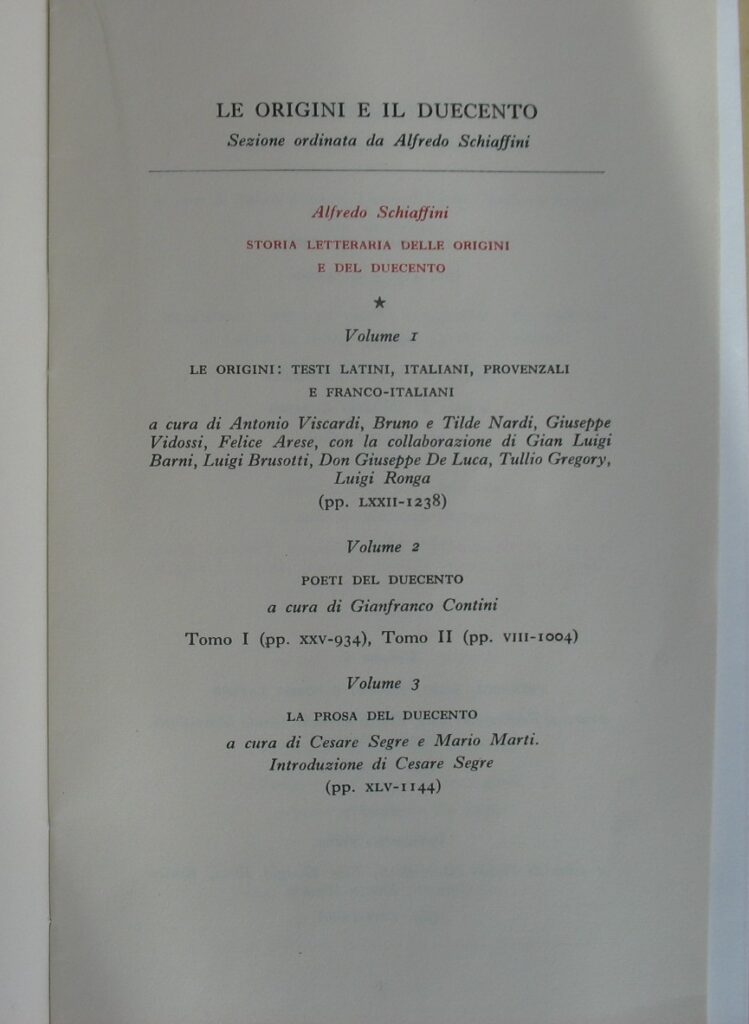 LE ORIGINI E IL DUECENTO
Sezione ordinata da Alfredo Schiaffini
Alfredo Schiaffini
STORIA LETTERARIA DELLE ORIGINI
E DEL DUECENTO
★
Volume 1
LE ORIGINI: TESTI LATINI, ITALIANI, PROVENZALI
E FRANCO-ITALIANI
a cura di Antonio Viscardi, Bruno e Tilde Nardi, Giuseppe
Vidossi, Felice Arese, con la collaborazione di Gian Luigi
Barni, Luigi Brusotti, Don Giuseppe De Luca, Tullio Gregory,
Luigi Ronga
(pp. LXXII-1238)
Volume 2
POETI DEL DUECENTO
a cura di Gianfranco Contini
Tomo I (pp. XXV-934), Tomo II (pp. VIII-1004)
Volume 3
LA PROSA DEL DUECENTO
a cura di Cesare Segre e Mario Marti.
Introduzione di Cesare Segre
(pp. XLV-1144)